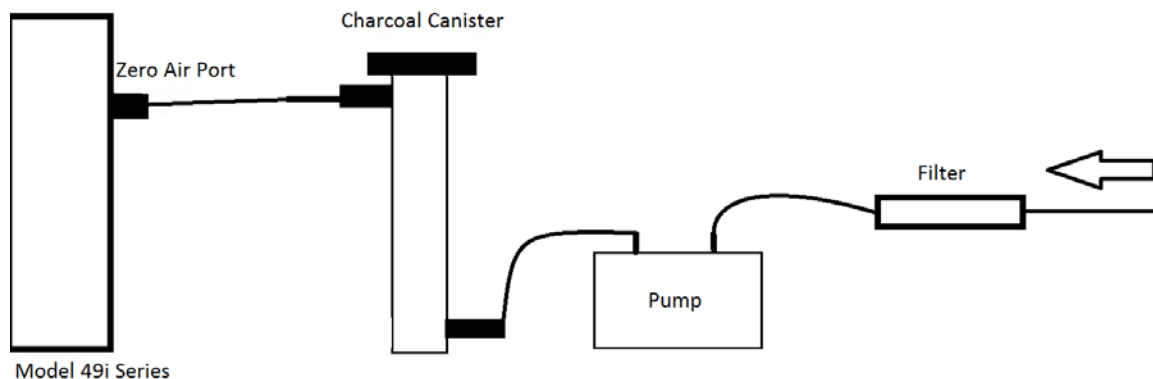 Charcoal Canister
Zero Air Port
Filter
Pump
Model 49i Series